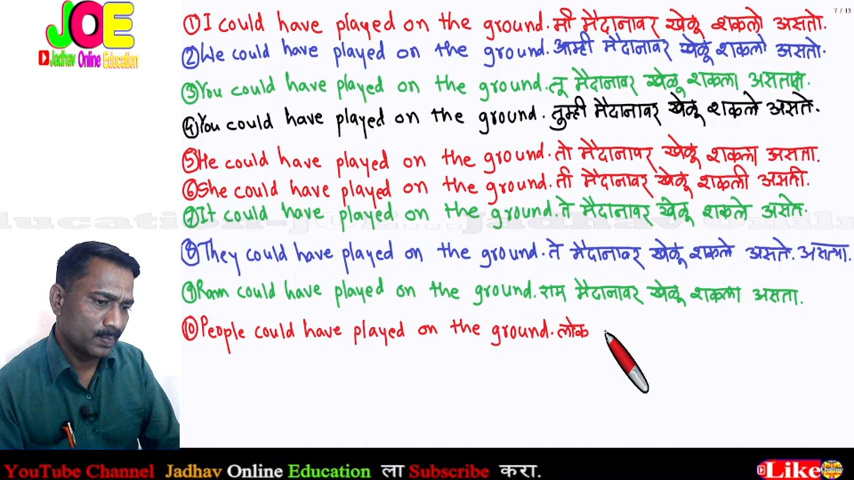 JOE
Jadhav Online Education
7 / 11
① I could have played on the ground. मी मैदानावर खेळू शकलो असतो.
② We could have played on the ground. आम्ही मैदानावर खेळू शकलो असतो.
③ You could have played on the ground. तू मैदानावर खेळू शकला असतास.
④ You could have played on the ground. तुम्ही मैदानावर खेळू शकले असते.
⑤ He could have played on the ground. तो मैदानावर खेळू शकला असता.
⑥ She could have played on the ground. ती मैदानावर खेळू शकली असती.
⑦ It could have played on the ground. ते मैदानावर खेळू शकले असते.
⑧ They could have played on the ground. ते मैदानावर खेळू शकले असते. असत्या.
⑨ Ram could have played on the ground. राम मैदानावर खेळू शकला असता.
⑩ People could have played on the ground. लोक
YouTube Channel Jadhav Online Education ला Subscribe करा.
Like